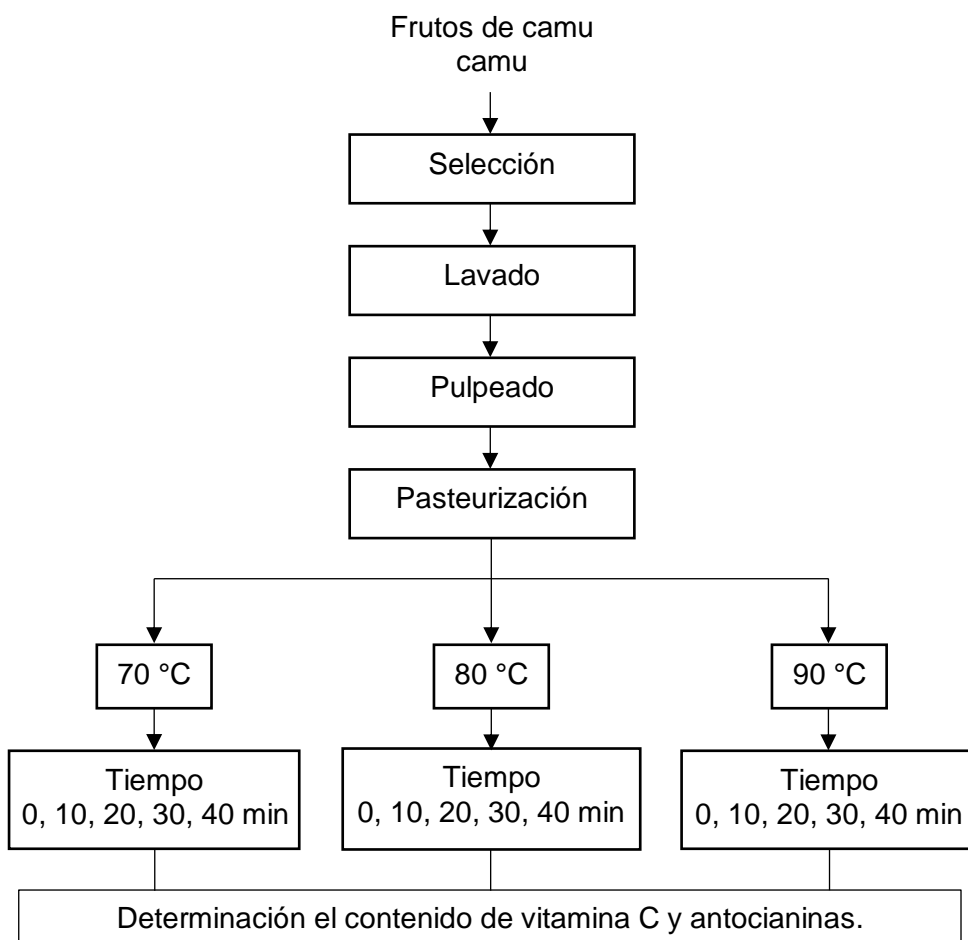 Frutos de camu
camu
Selección
Lavado
Pulpeado
Pasteurización
70 °C
80 °C
90 °C
Tiempo
0, 10, 20, 30, 40 min
Tiempo
0, 10, 20, 30, 40 min
Tiempo
0, 10, 20, 30, 40 min
Determinación el contenido de vitamina C y antocianinas.